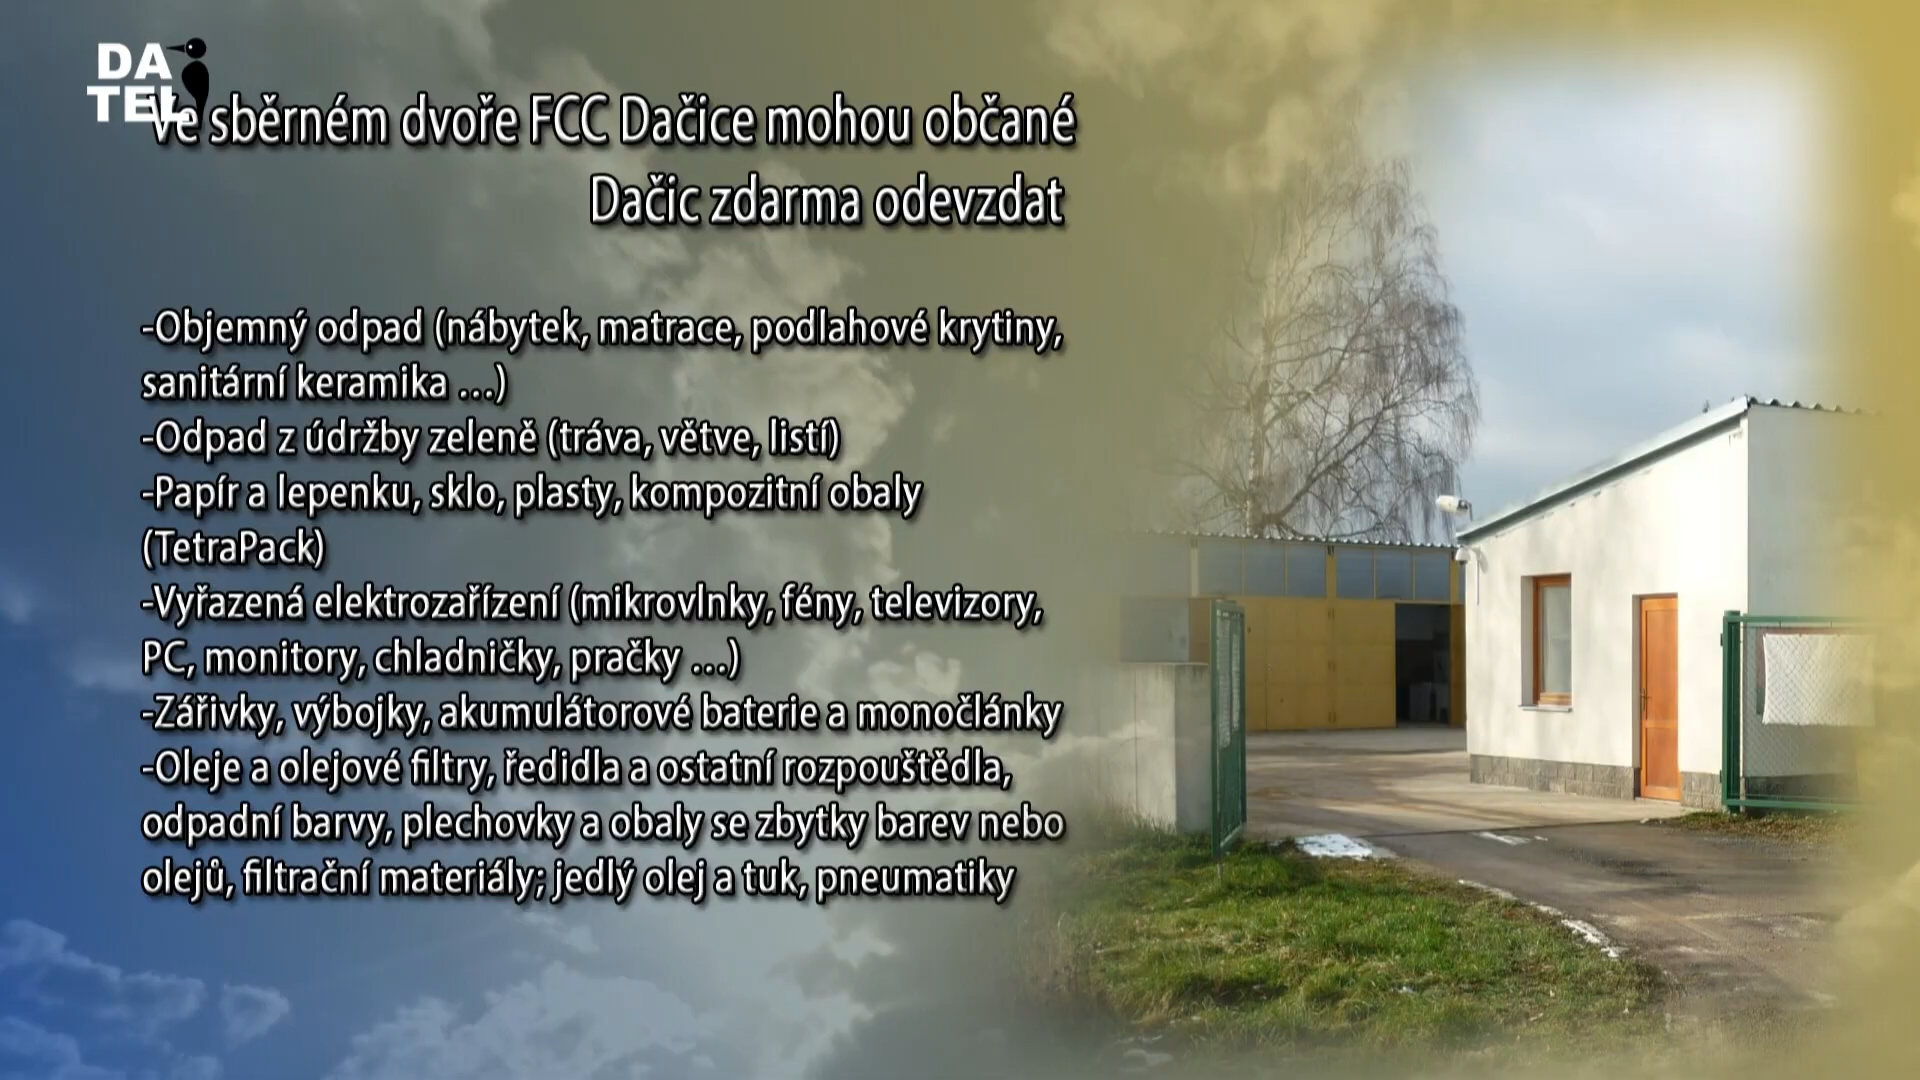 DA
TEL
Ve sběrném dvoře FCC Dačice mohou občané
Dačic zdarma odevzdat
-Objemný odpad (nábytek, matrace, podlahové krytiny,
sanitární keramika ...)
-Odpad z údržby zeleně (tráva, větve, listí)
-Papír a lepenku, sklo, plasty, kompozitní obaly
(TetraPack)
-Vyřazená elektrozařízení (mikrovlnky, fény, televizory,
PC, monitory, chladničky, pračky ...)
-Zářivky, výbojky, akumulátorové baterie a monočlánky
-Oleje a olejové filtry, ředidla a ostatní rozpouštědla,
odpadní barvy, plechovky a obaly se zbytky barev nebo
olejů, filtrační materiály; jedlý olej a tuk, pneumatiky